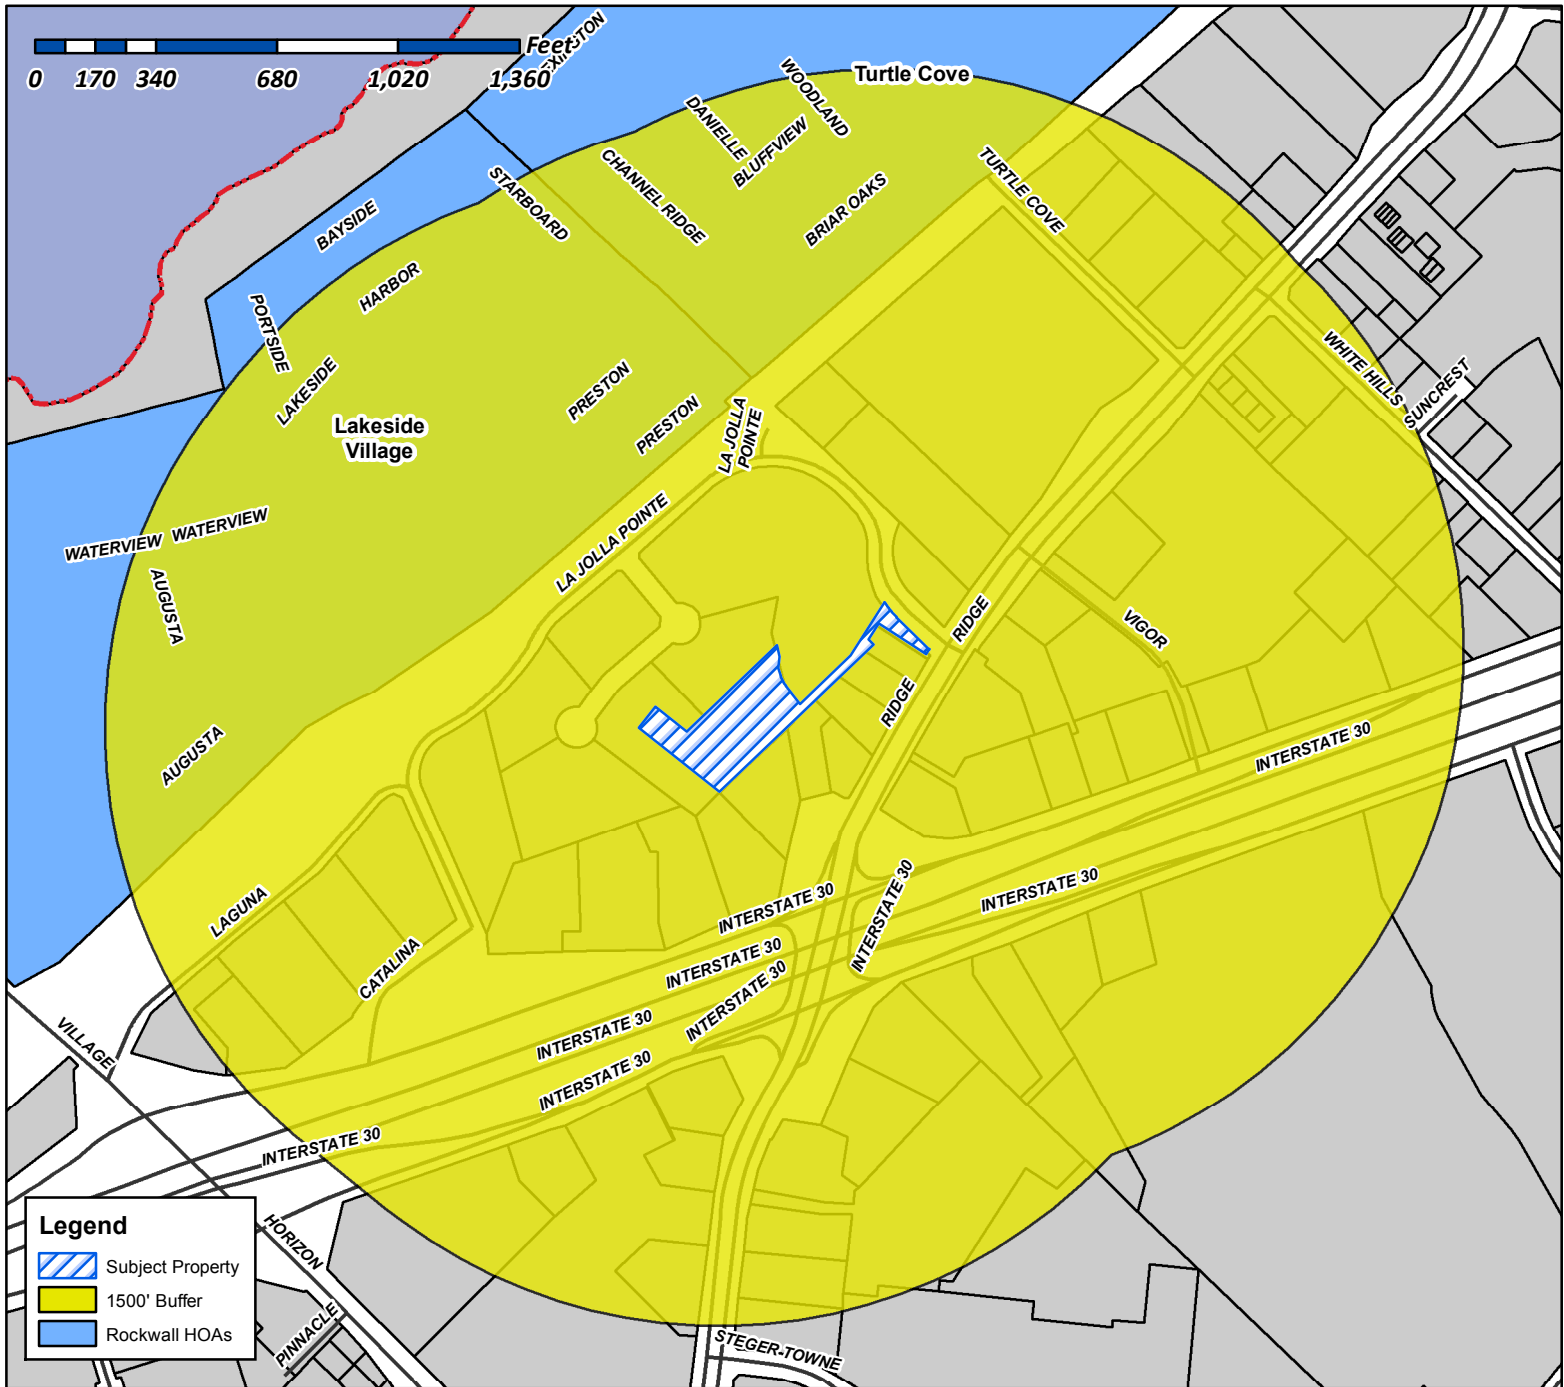 Feet
0 170 340 680 1,020 1,360
WOODLAND
Turtle Cove
DANIELLE
BLUFFVIEW
CHANNEL RIDGE
STARBOARD
BRIAR OAKS
TURTLE COVE
BAYSIDE
HARBOR
PORTSIDE
LAKESIDE
Lakeside
Village
PRESTON
PRESTON
LA JOLLA
POINTE
WHITE HILLS
SUNCREST
WATERVIEW WATERVIEW
LA JOLLA POINTE
AUGUSTA
RIDGE
VIGOR
RIDGE
AUGUSTA
INTERSTATE 30
INTERSTATE 30
INTERSTATE 30
INTERSTATE 30
LAGUNA
CATALINA
INTERSTATE 30
INTERSTATE 30
INTERSTATE 30
INTERSTATE 30
VILLAGE
INTERSTATE 30
HORIZON
PINNACLE
STEGER-TOWNE
Legend
Subject Property
1500' Buffer
Rockwall HOAs